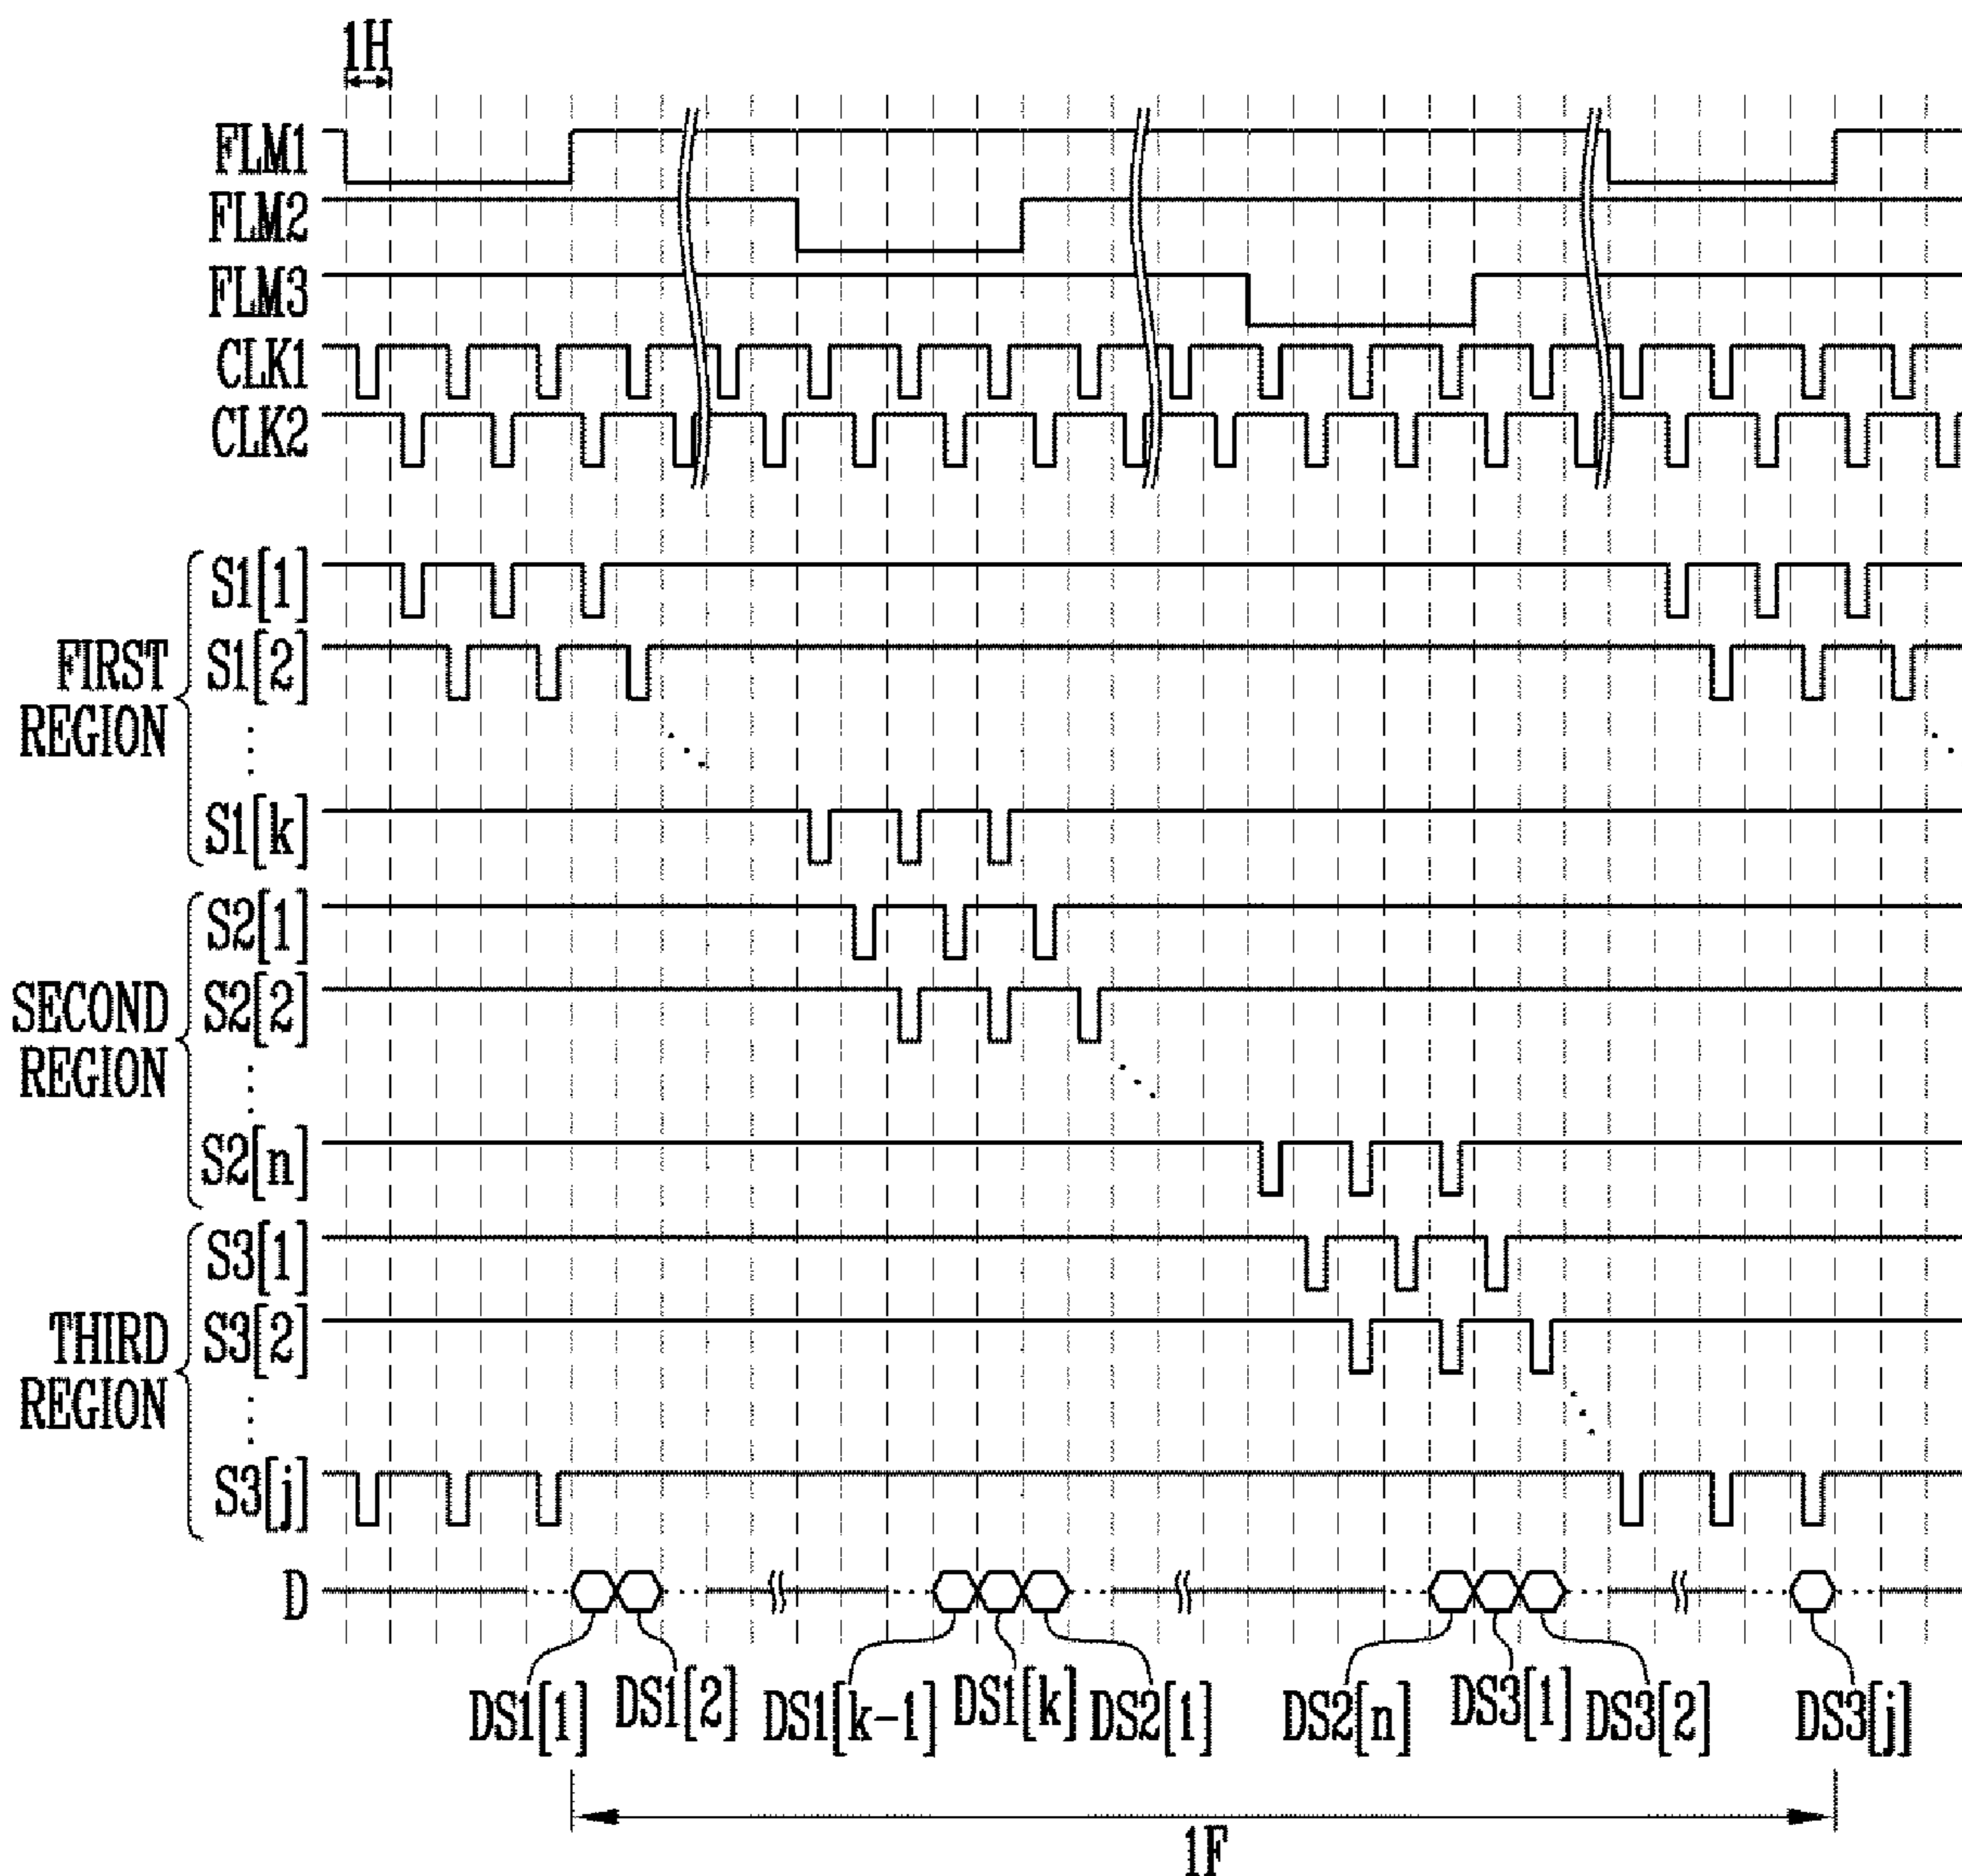 1H
FLM1
FLM2
FLM3
CLK1
CLK2
FIRST
REGION
S1[1]
S1[2]
S1[k]
SECOND
REGION
S2[1]
S2[2]
S2[n]
THIRD
REGION
S3[1]
S3[2]
S3[j]
D
DS1[1]
DS1[2]
DS1[k-1]
DS1[k]
DS2[1]
DS2[n]
DS3[1]
DS3[2]
DS3[j]
1F